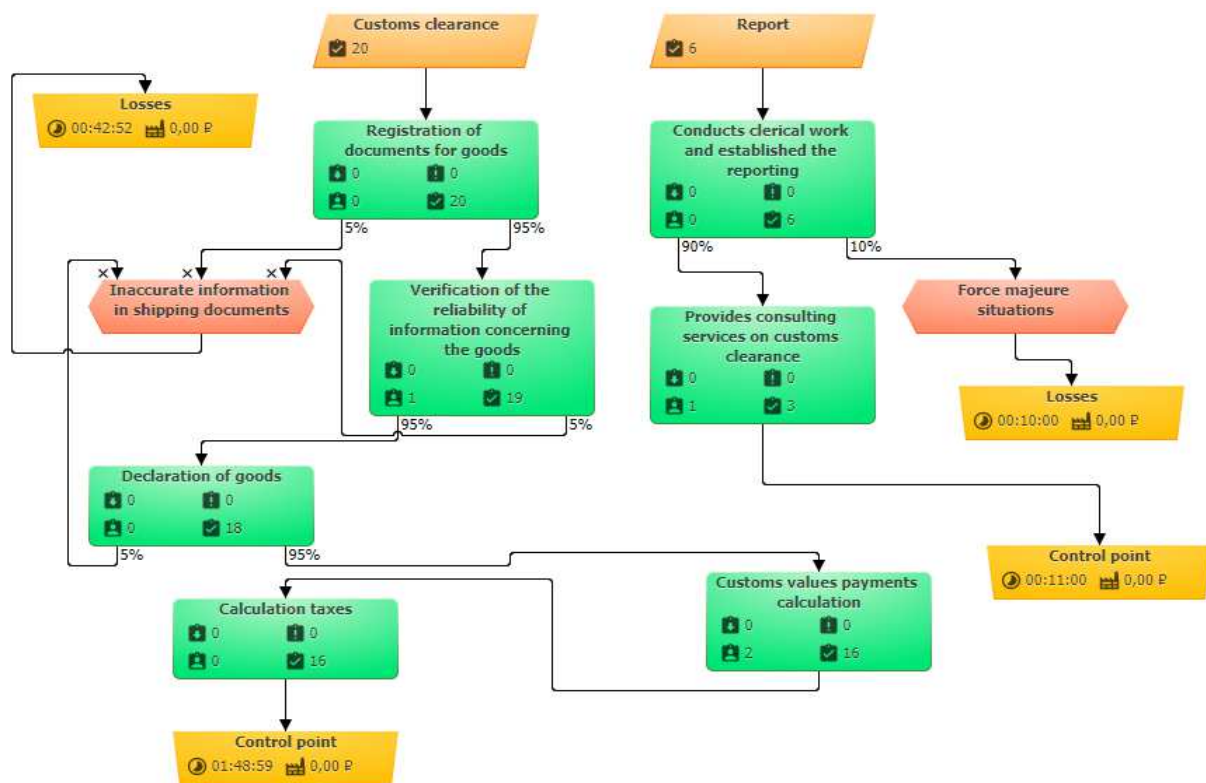 Customs clearance
20
Report
6
Losses
00:42:52 0,00 ₽
Registration of
documents for goods
0 0
0 20
5% 95%
Conducts clerical work
and established the
reporting
0 0
0 6
90% 10%
Inaccurate information
in shipping documents
Verification of the
reliability of
information concerning
the goods
0 0
1 19
95% 5%
Provides consulting
services on customs
clearance
0 0
1 3
Force majeure
situations
Losses
00:10:00 0,00 ₽
Declaration of goods
0 0
0 18
5% 95%
Control point
00:11:00 0,00 ₽
Customs values payments
calculation
0 0
2 16
Calculation taxes
0 0
0 16
Control point
01:48:59 0,00 ₽